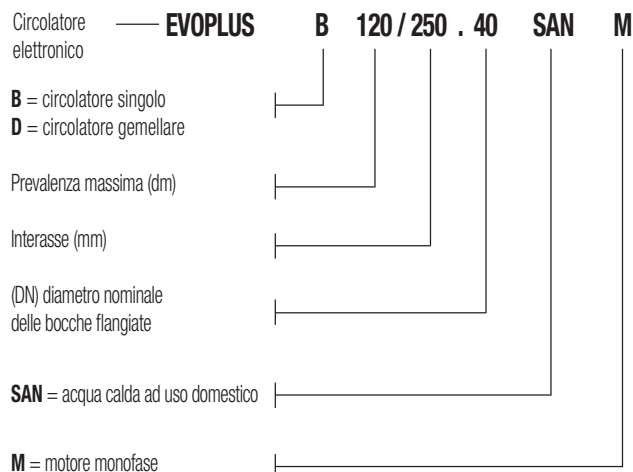 Circolatore
elettronico
EVOPLUS B 120 / 250 . 40 SAN M
B = circolatore singolo
D = circolatore gemellare
Prevalenza massima (dm)
Interasse (mm)
(DN) diametro nominale
delle bocche flangiate
SAN = acqua calda ad uso domestico
M = motore monofase